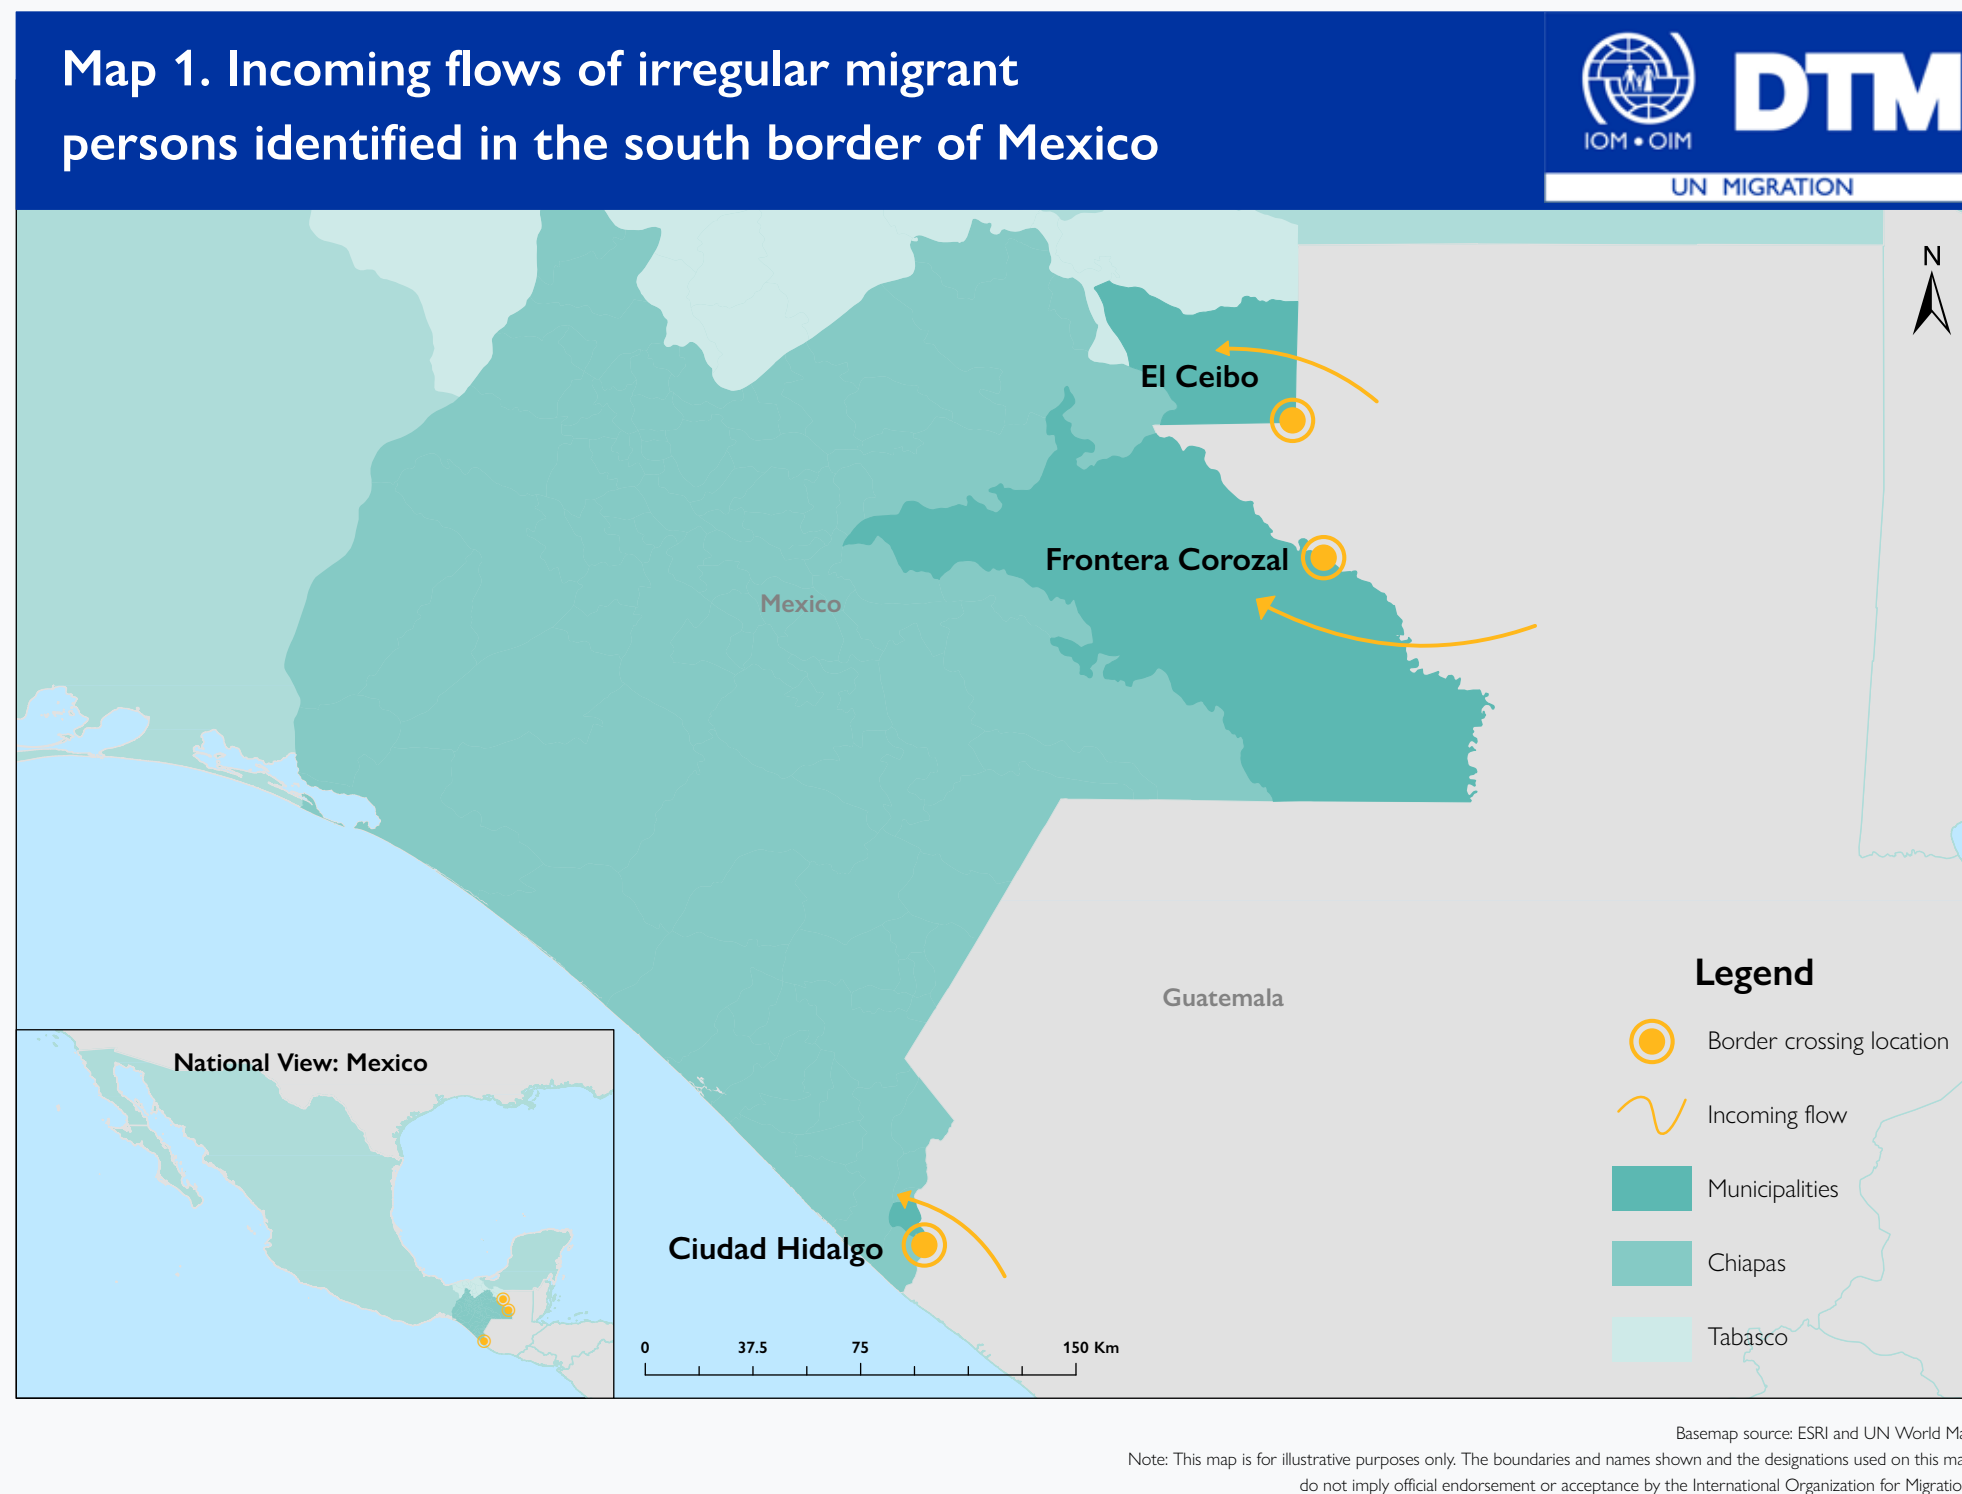 Map 1. Incoming flows of irregular migrant
persons identified in the south border of Mexico
IOM • OIM
DTM
UN MIGRATION
N
El Ceibo
Frontera Corozal
Mexico
Guatemala
Ciudad Hidalgo
National View: Mexico
0 37.5 75 150 Km
Legend
Border crossing location
Incoming flow
Municipalities
Chiapas
Tabasco
Basemap source: ESRI and UN World Ma
Note: This map is for illustrative purposes only. The boundaries and names shown and the designations used on this ma
do not imply official endorsement or acceptance by the International Organization for Migratio